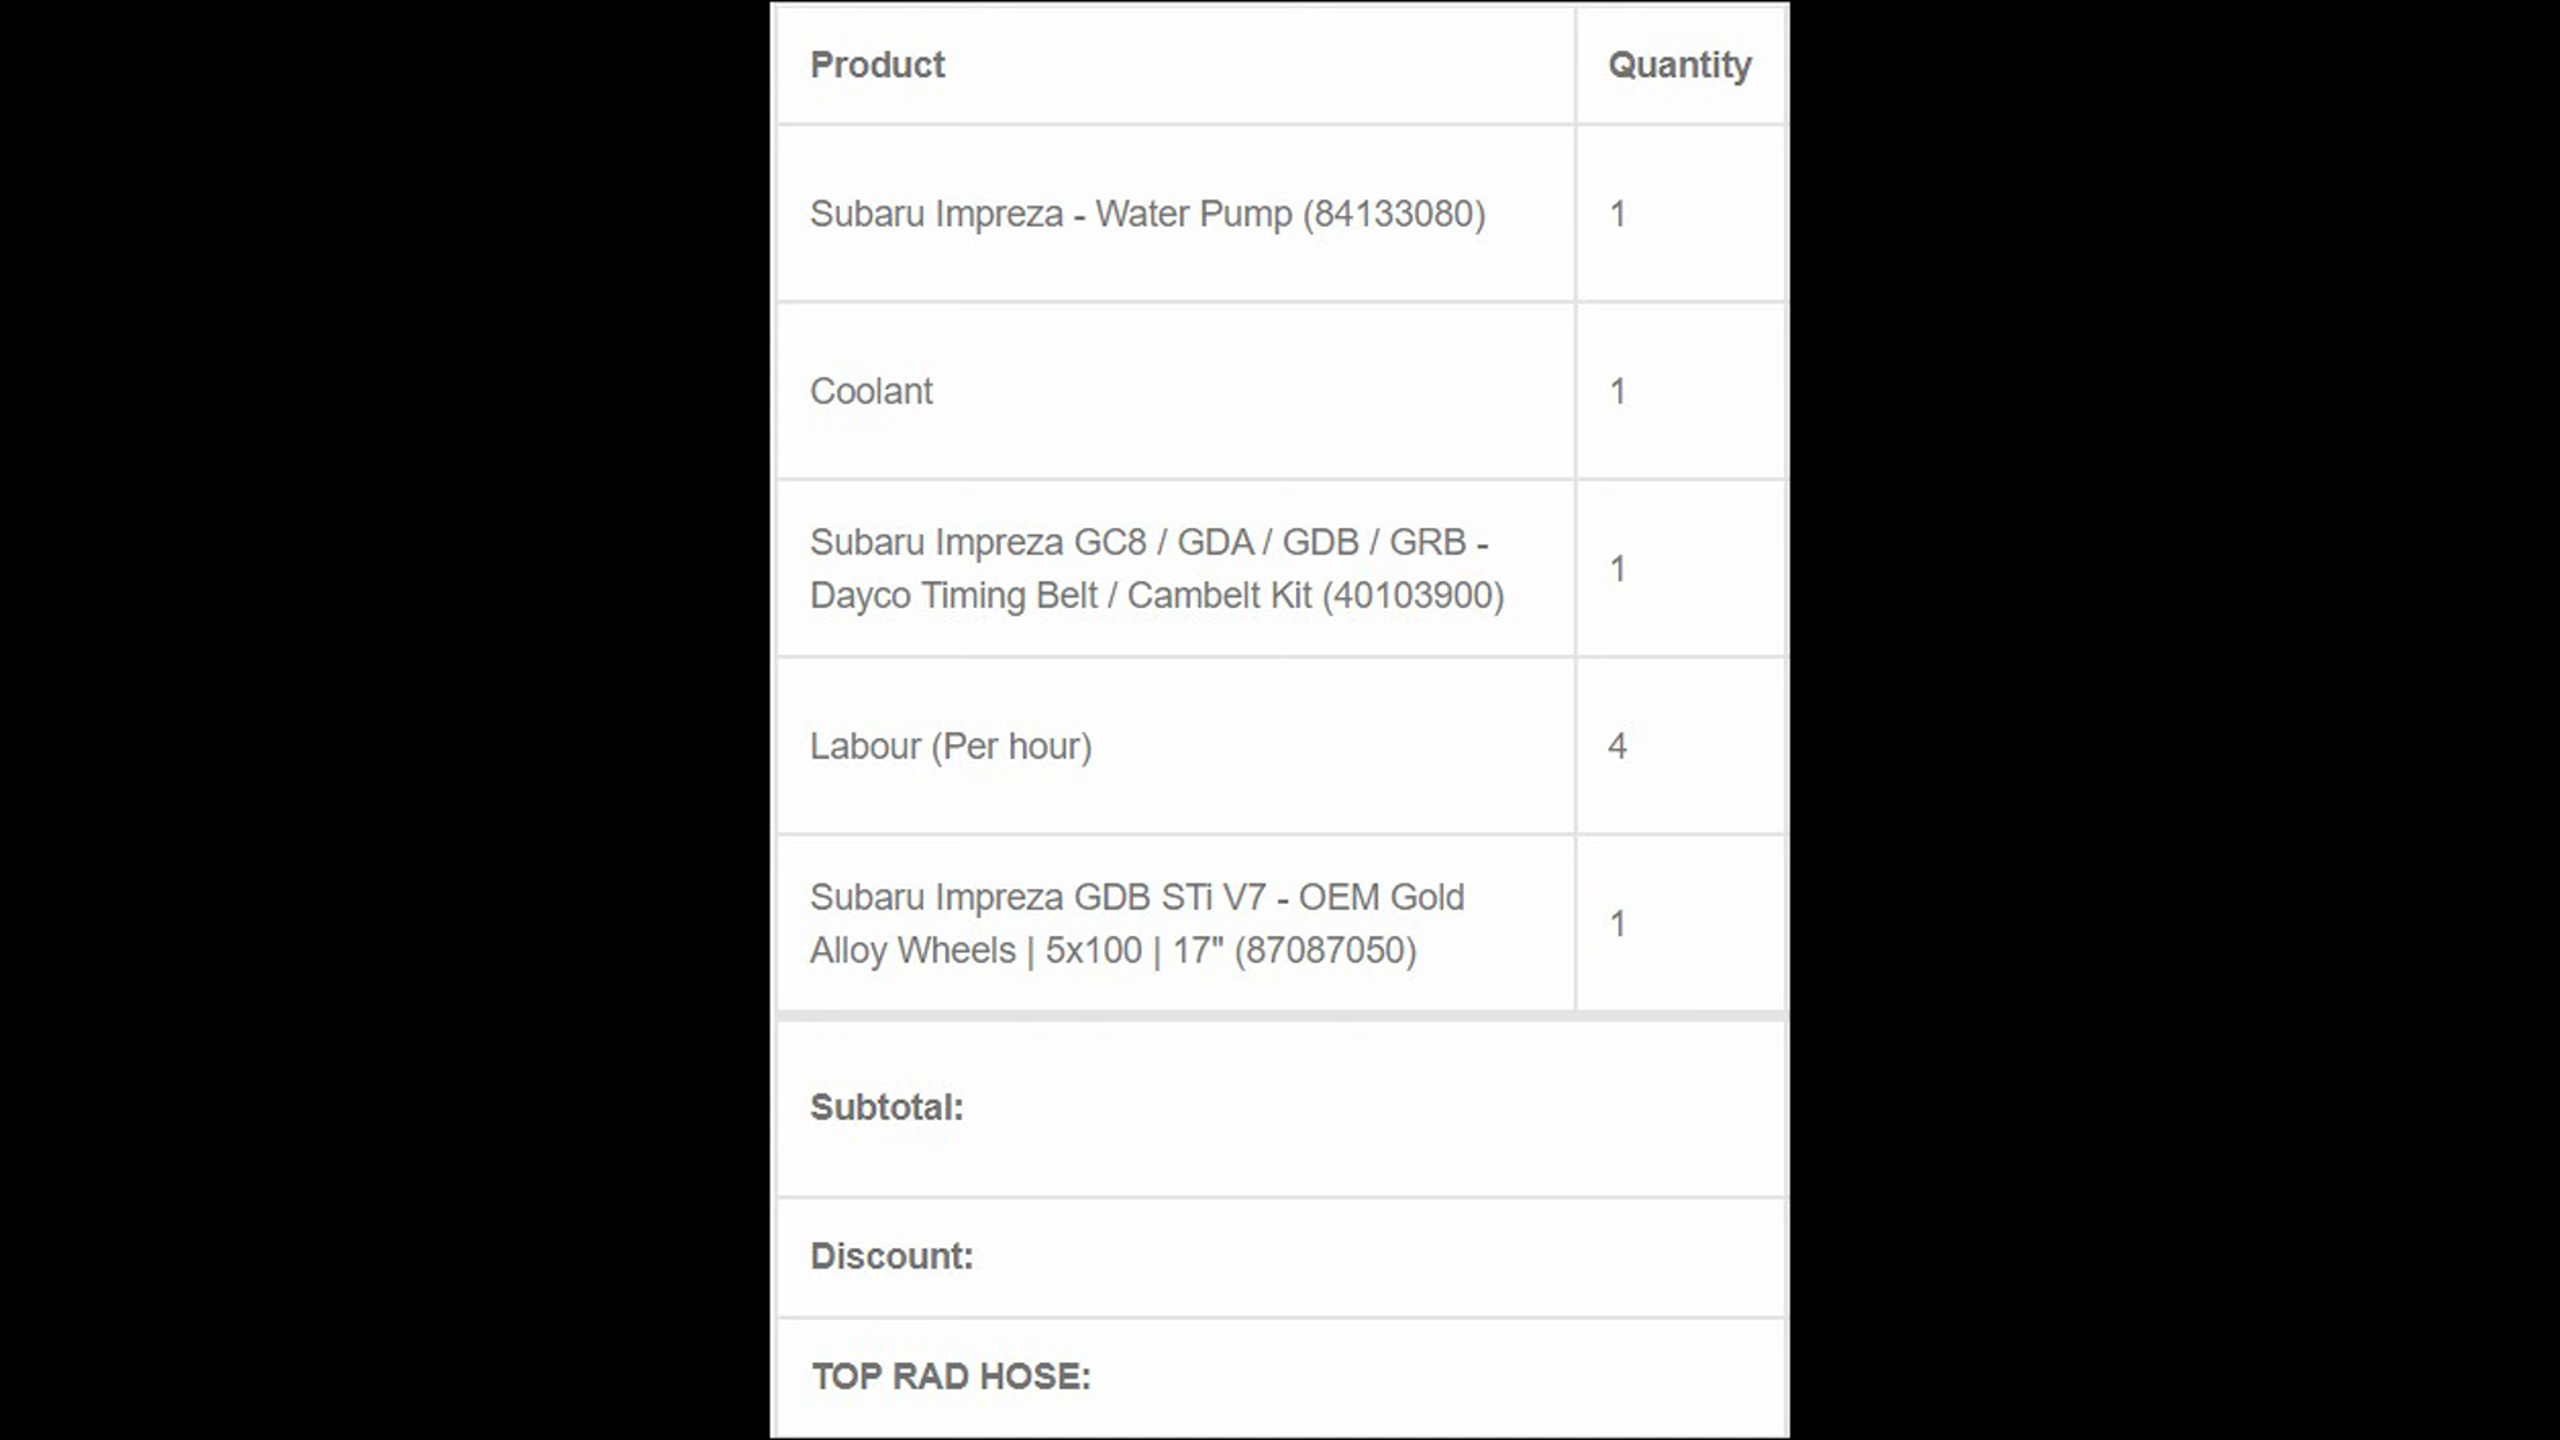 Product Quantity
Subaru Impreza - Water Pump (84133080) 1
Coolant 1
Subaru Impreza GC8 / GDA / GDB / GRB -
Dayco Timing Belt / Cambelt Kit (40103900) 1
Labour (Per hour) 4
Subaru Impreza GDB STi V7 - OEM Gold
Alloy Wheels | 5x100 | 17" (87087050) 1
Subtotal:
Discount:
TOP RAD HOSE: